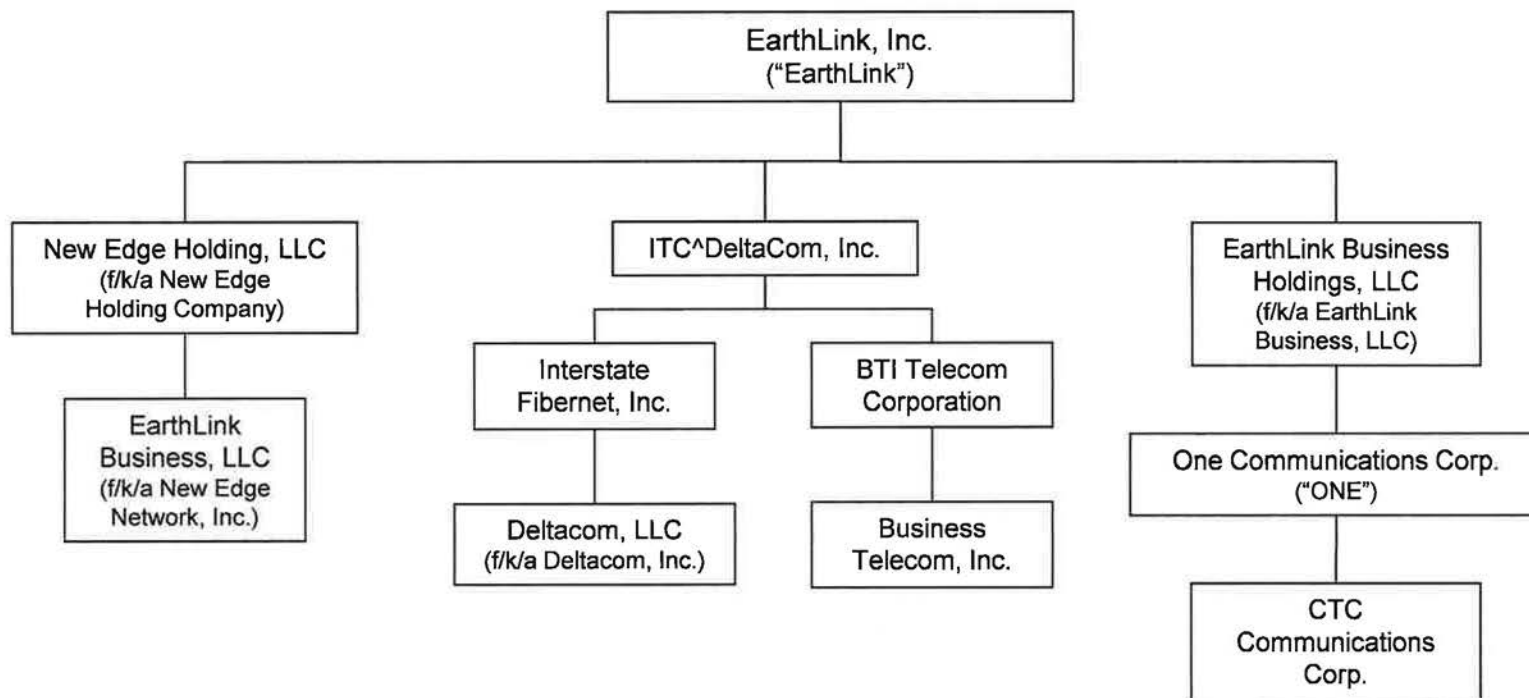 EarthLink, Inc.
(“EarthLink”)
New Edge Holding, LLC
(f/k/a New Edge
Holding Company)
ITC^DeltaCom, Inc.
EarthLink Business
Holdings, LLC
(f/k/a EarthLink
Business, LLC)
Interstate
Fibernet, Inc.
BTI Telecom
Corporation
EarthLink
Business, LLC
(f/k/a New Edge
Network, Inc.)
One Communications Corp.
(“ONE”)
Deltacom, LLC
(f/k/a Deltacom, Inc.)
Business
Telecom, Inc.
CTC
Communications
Corp.